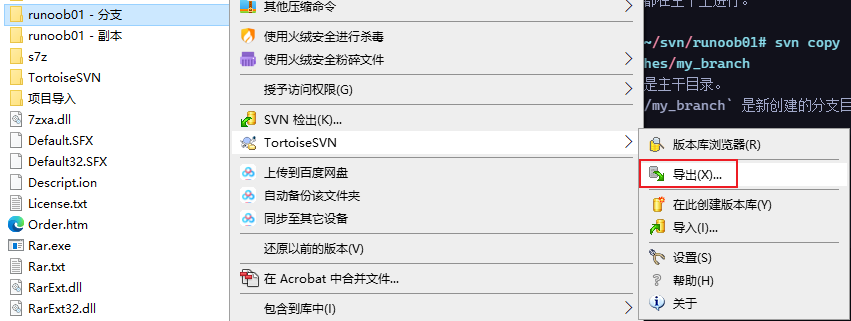 runoob01 - 分支
runoob01 - 副本
s7z
TortoiseSVN
项目导入
7zxa.dll
Default.SFX
Default32.SFX
Descript.ion
License.txt
Order.htm
Rar.exe
Rar.txt
RarExt.dll
RarExt32.dll
其他压缩命令
使用火绒安全进行杀毒
使用火绒安全粉碎文件
授予访问权限(G)
SVN 检出(K)...
TortoiseSVN
上传到百度网盘
自动备份该文件夹
同步至其它设备
还原以前的版本(V)
在 Acrobat 中合并文件...
包含到库中(I)
都在主干上进行。
~/svn/runoob01# svn copy
hes/my_branch
是主干目录。
/my_branch` 是新创建的分支目
版本库浏览器(R)
导出(X)...
在此创建版本库(Y)
导入(I)...
设置(S)
帮助(H)
关于